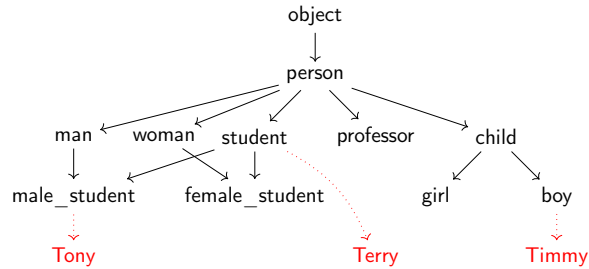 object
person
man woman student professor child
male_student female_student girl boy
Tony Terry Timmy